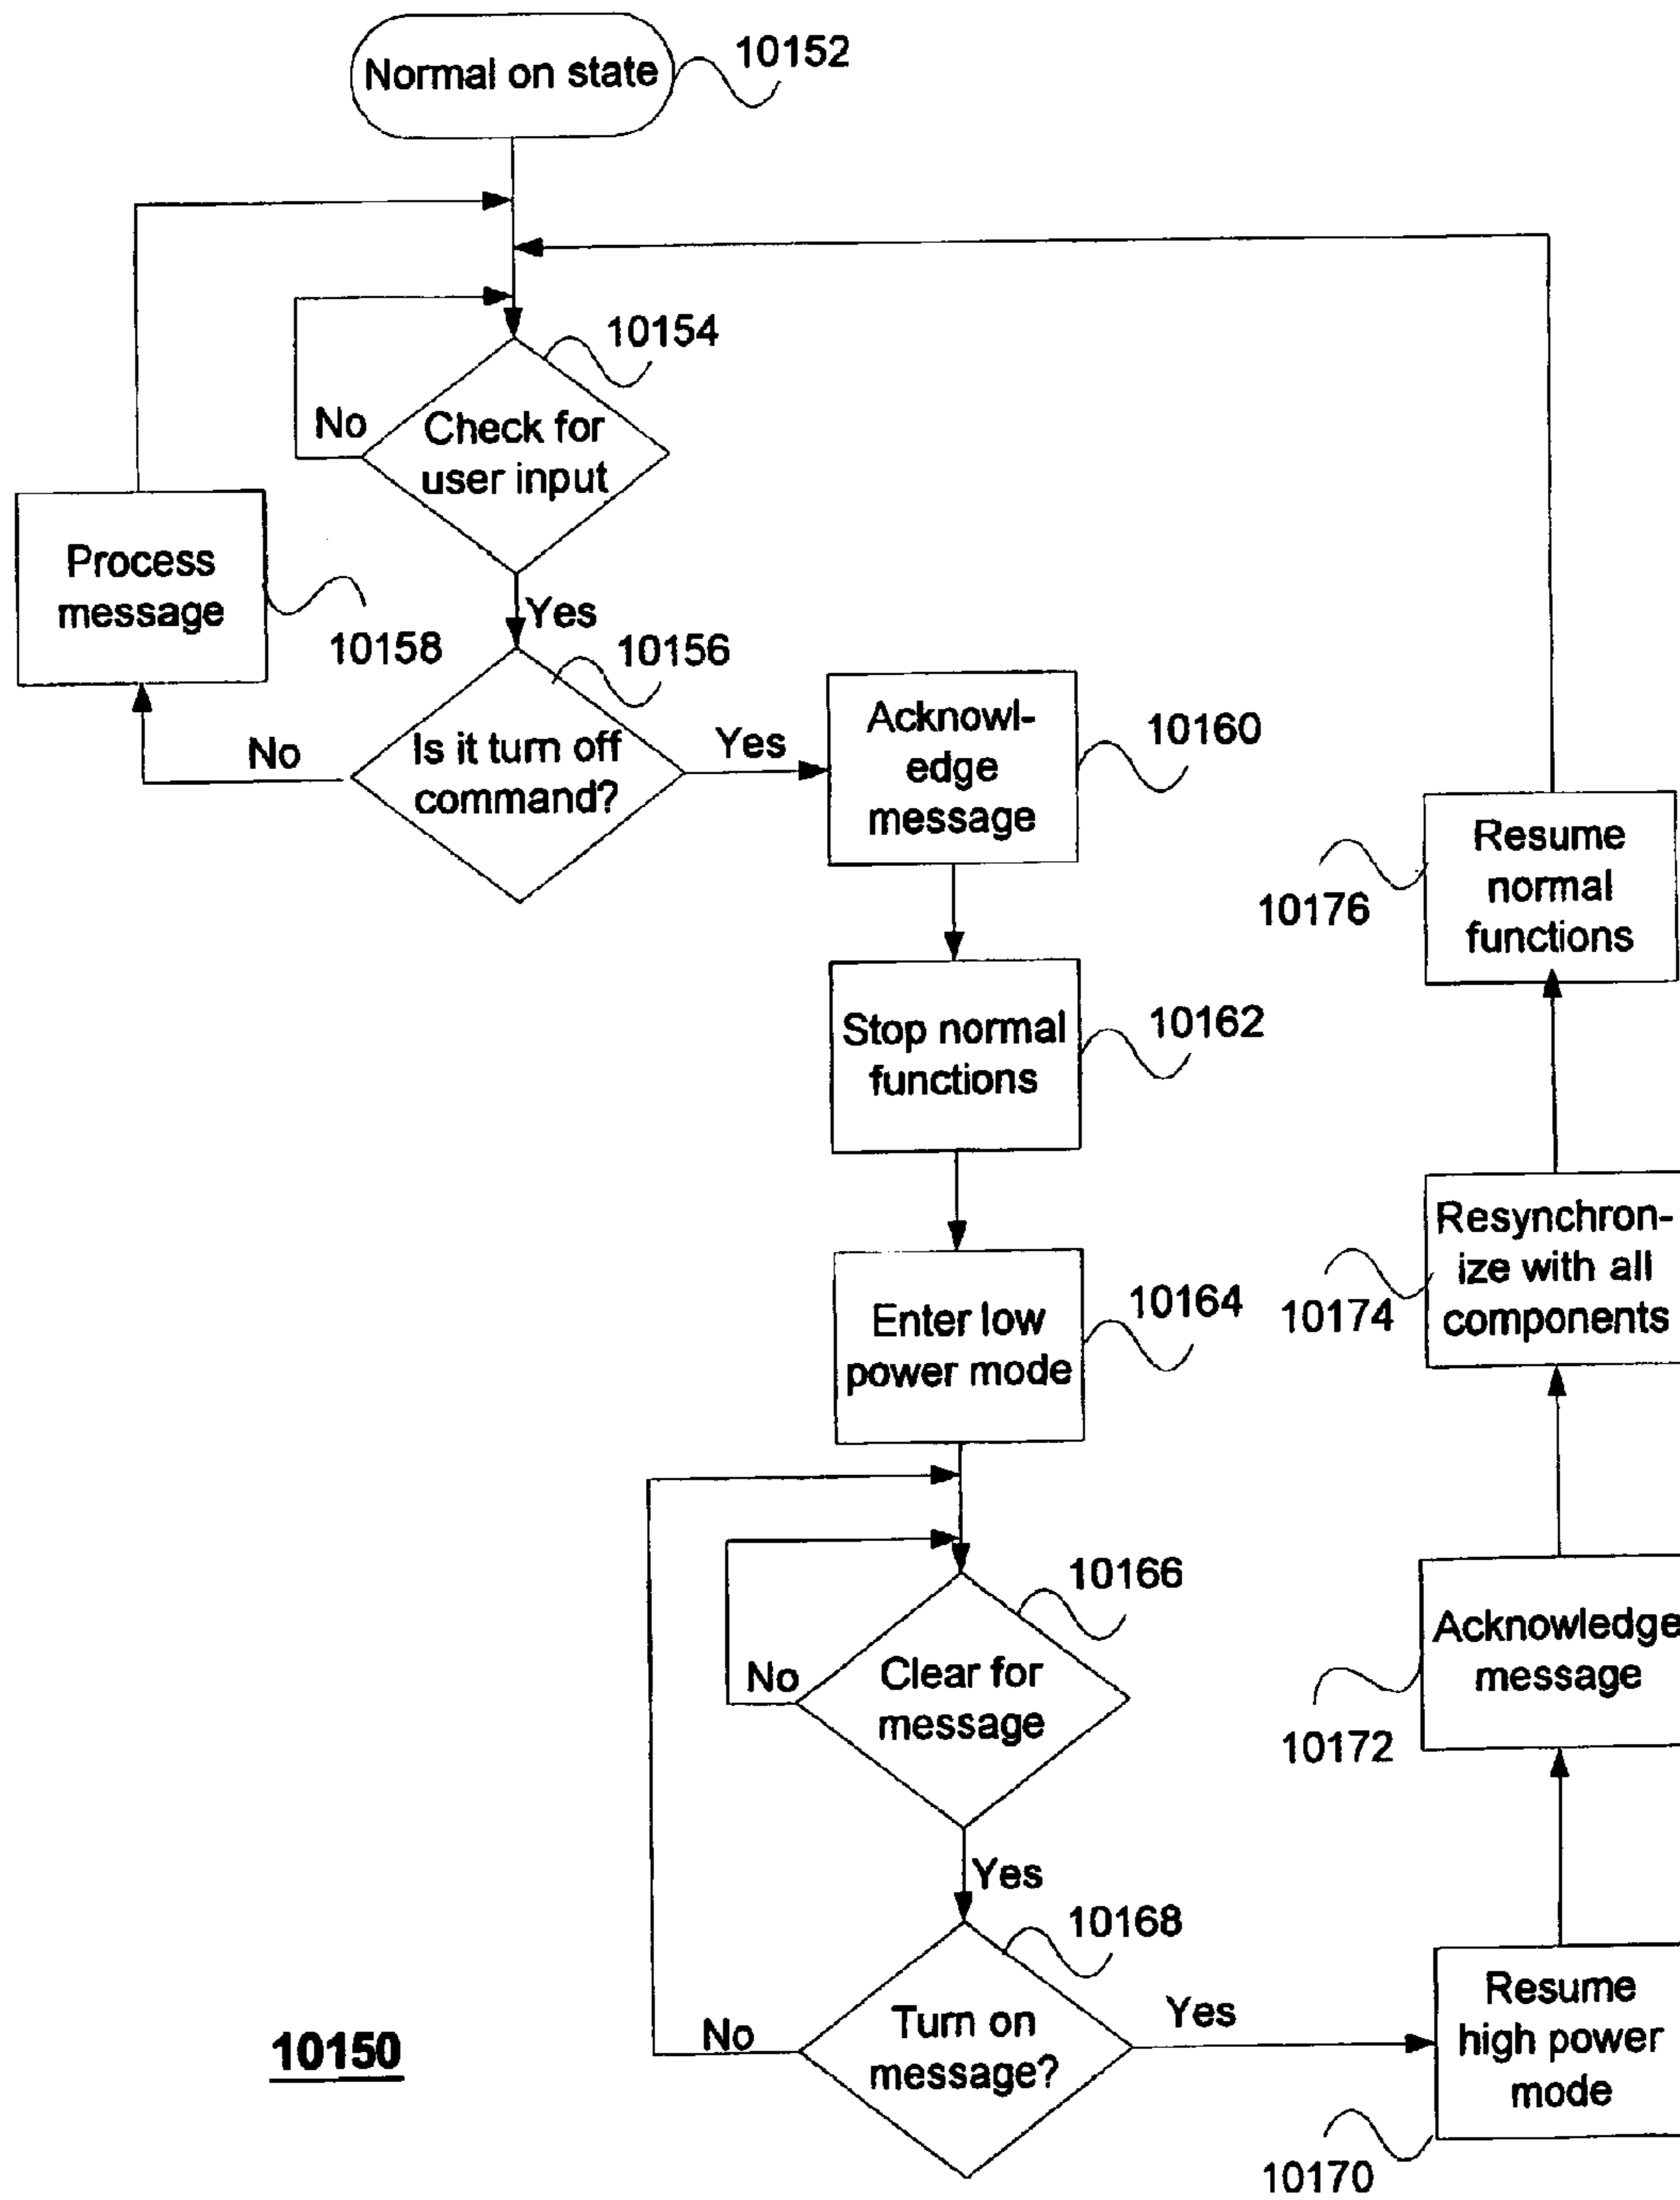 Normal on state
10152
10154
No
Check for
user input
Process
message
10158
Yes
10156
Is it turn off
command?
No
Yes
Acknowl-
edge
message
10160
Stop normal
functions
10162
Enter low
power mode
10164
10166
No
Clear for
message
Yes
10168
No
Turn on
message?
Yes
Resume
high power
mode
10170
Acknowledge
message
10172
Resynchron-
ize with all
components
10174
Resume
normal
functions
10176
10150